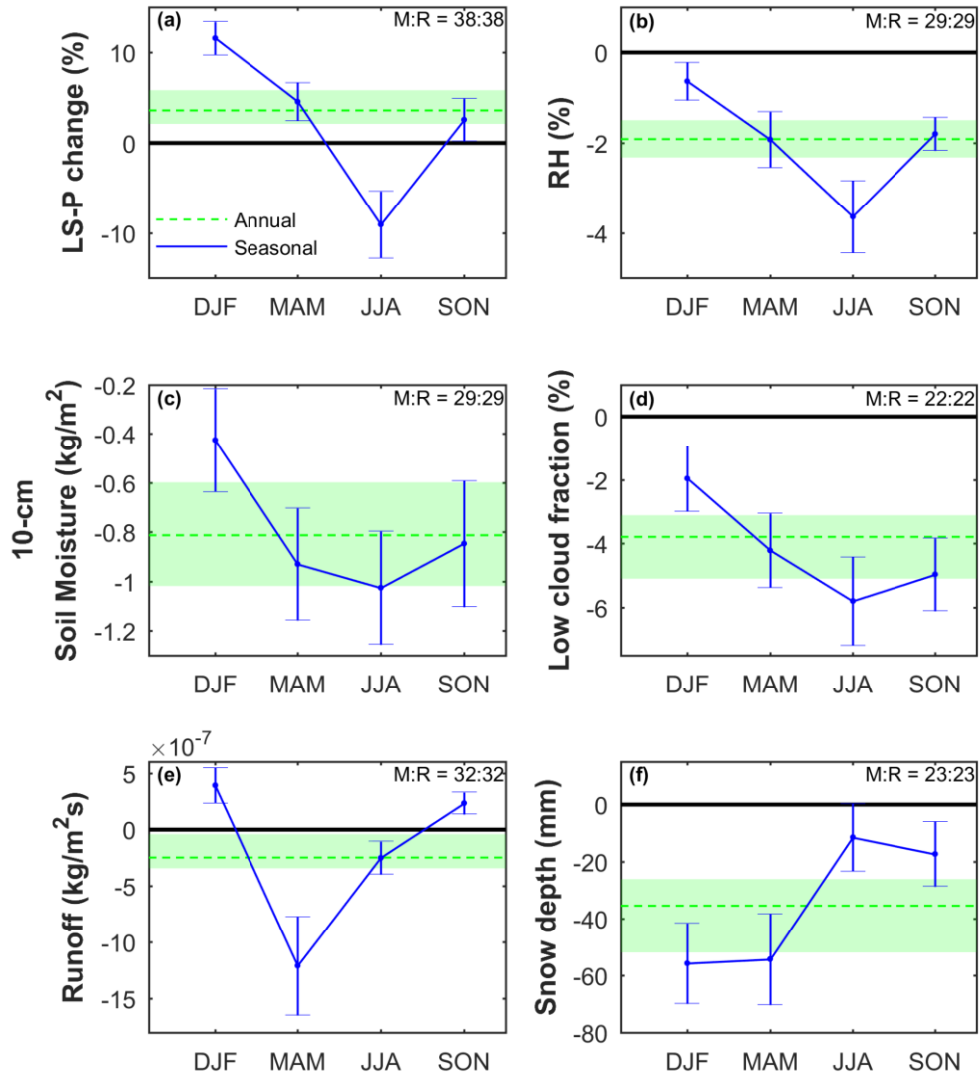 (a) M:R = 38:38
LS-P change (%)
10
0
-10
Annual
Seasonal
DJF MAM JJA SON
(b) M:R = 29:29
RH (%)
0
-2
-4
DJF MAM JJA SON
(c) M:R = 29:29
10-cm
Soil Moisture (kg/m²)
-0.2
-0.4
-0.6
-0.8
-1
-1.2
DJF MAM JJA SON
(d) M:R = 22:22
Low cloud fraction (%)
0
-2
-4
-6
DJF MAM JJA SON
×10⁻⁷
(e) M:R = 32:32
Runoff (kg/m²s)
5
0
-5
-10
-15
DJF MAM JJA SON
(f) M:R = 23:23
Snow depth (mm)
0
-20
-40
-60
-80
DJF MAM JJA SON